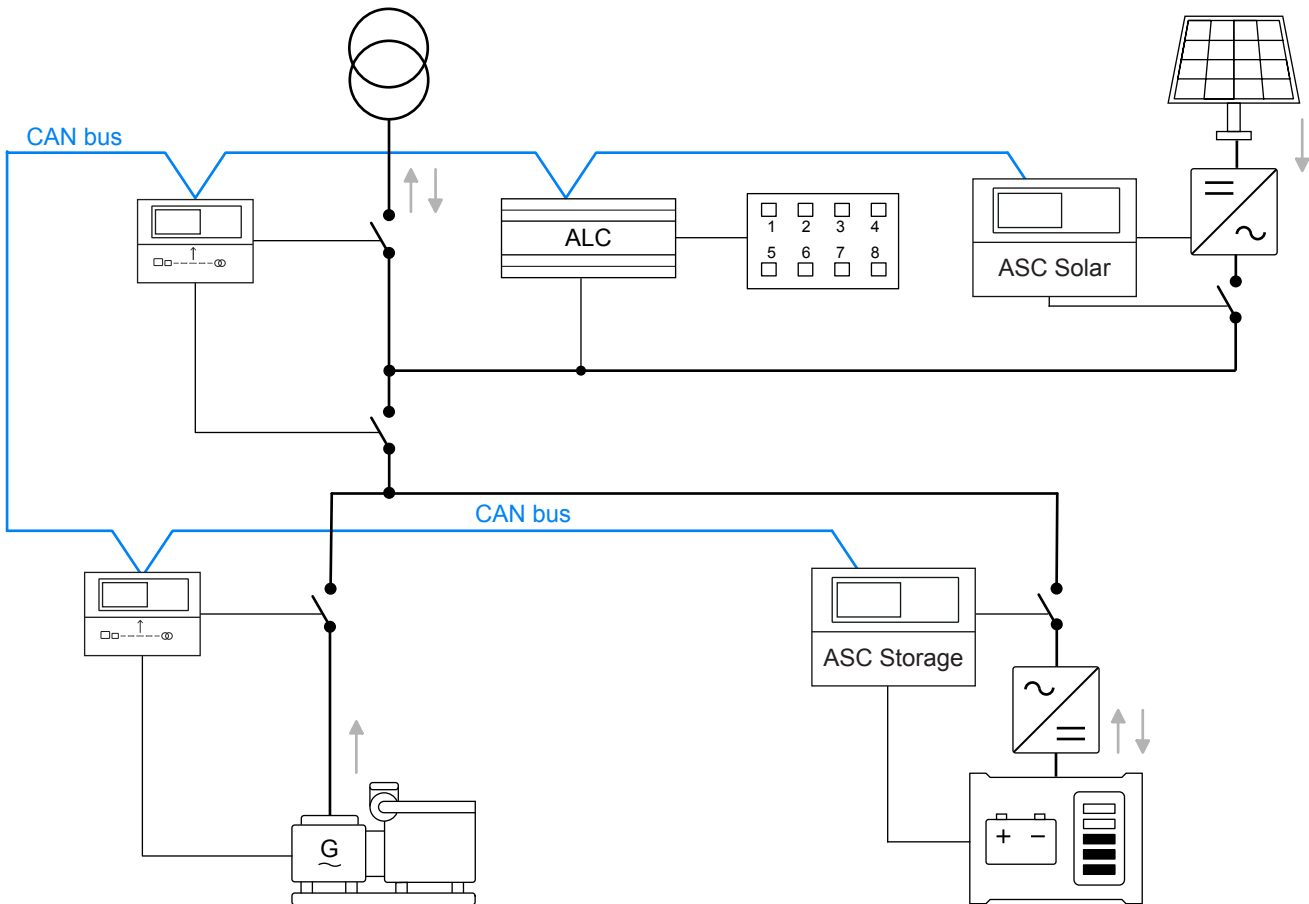 CAN bus
ALC
1 2 3 4
5 6 7 8
ASC Solar
CAN bus
ASC Storage
G
+ −